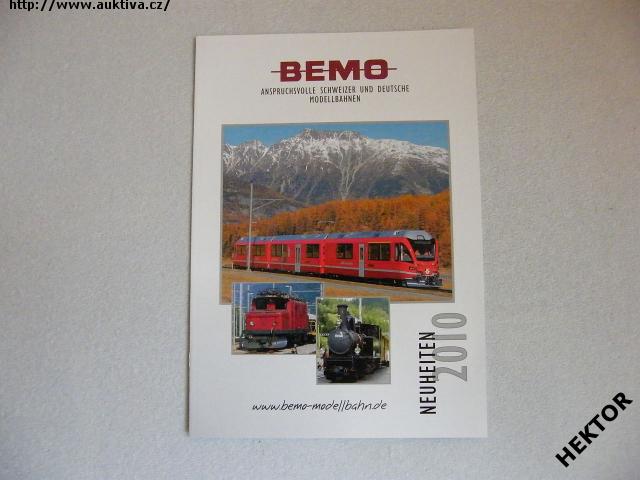 http://www.auktiva.cz/
BEMO
ANSPRUCHSVOLLE SCHWEIZER UND DEUTSCHE
MODELLBAHNEN
NEUHEITEN
2010
www.bemo-modellbahn.de
HEKTOR